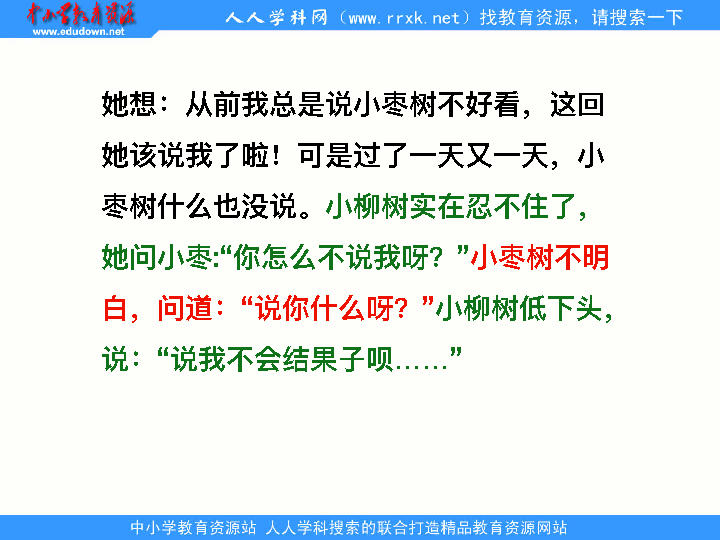 中小学教育资源
www.edudown.net
人人学科网（www.rrxk.net）找教育资源，请搜索一下
她想：从前我总是说小枣树不好看，这回
她该说我了啦！可是过了一天又一天，小
枣树什么也没说。小柳树实在忍不住了，
她问小枣:“你怎么不说我呀？”小枣树不明
白，问道：“说你什么呀？”小柳树低下头，
说：“说我不会结果子呗……”
中小学教育资源站 人人学科搜索的联合打造精品教育资源网站